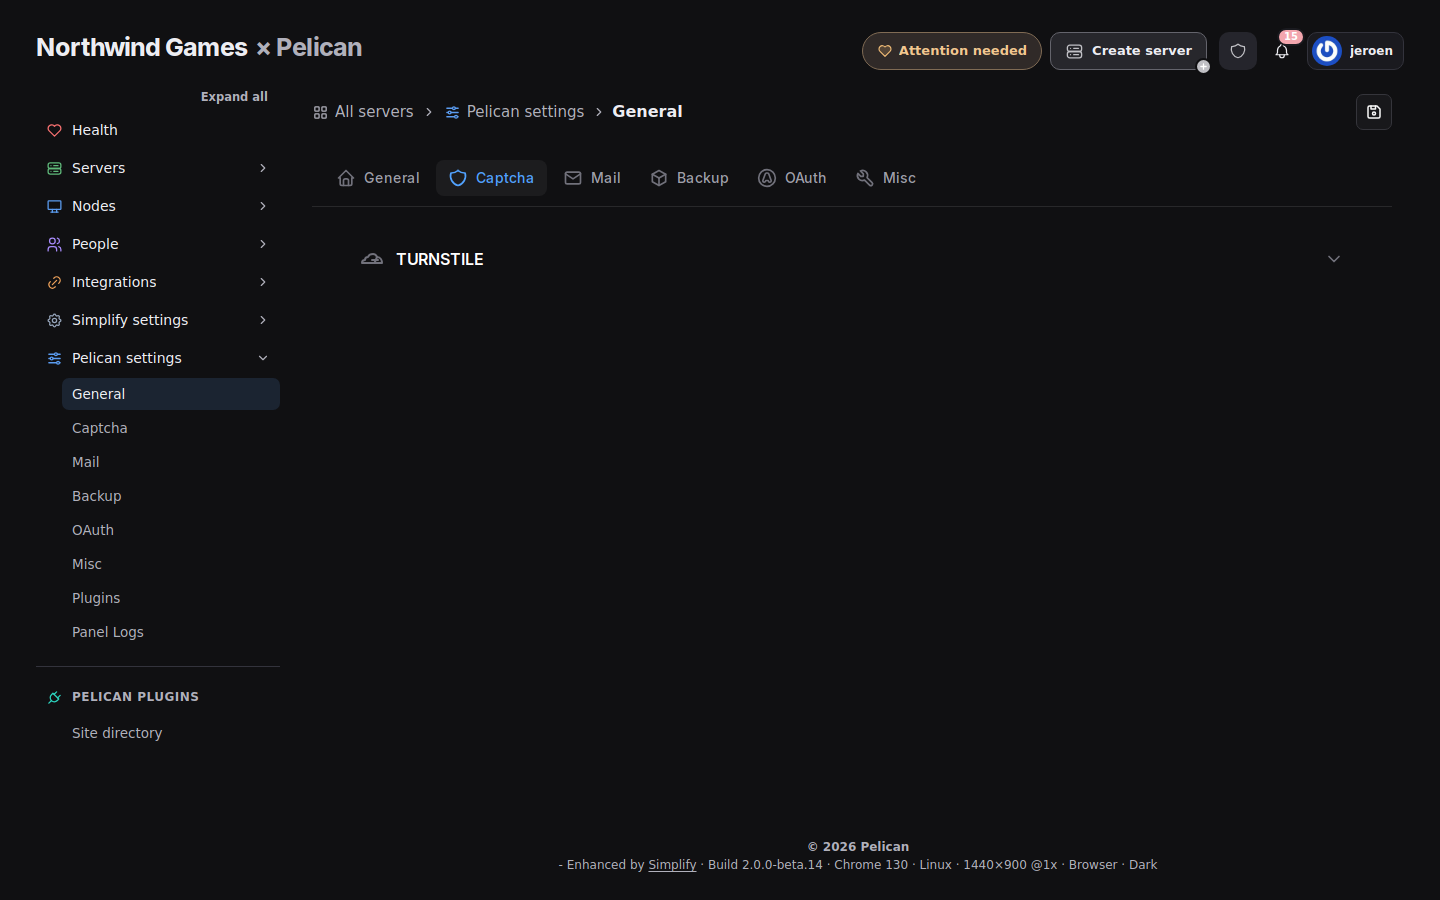 Northwind Games × Pelican
Attention needed
Create server
15
jeroen
Expand all
Health
Servers
Nodes
People
Integrations
Simplify settings
Pelican settings
General
Captcha
Mail
Backup
OAuth
Misc
Plugins
Panel Logs
PELICAN PLUGINS
Site directory
All servers > Pelican settings > General
General Captcha Mail Backup OAuth Misc
TURNSTILE
© 2026 Pelican
- Enhanced by Simplify · Build 2.0.0-beta.14 · Chrome 130 · Linux · 1440×900 @1x · Browser · Dark